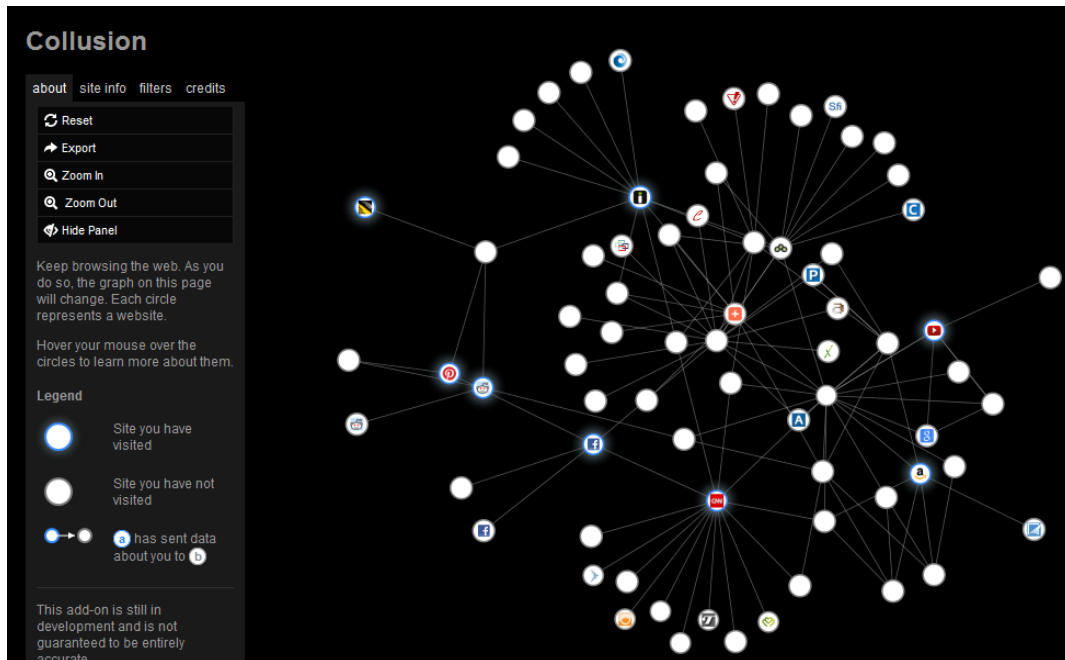 Collusion
about site info filters credits
Reset
Export
Zoom In
Zoom Out
Hide Panel
Keep browsing the web. As you
do so, the graph on this page
will change. Each circle
represents a website.
Hover your mouse over the
circles to learn more about them.
Legend
Site you have
visited
Site you have not
visited
a has sent data
about you to b
This add-on is still in
development and is not
guaranteed to be entirely
accurate
Sfi
C
P
A
CNN
a
g